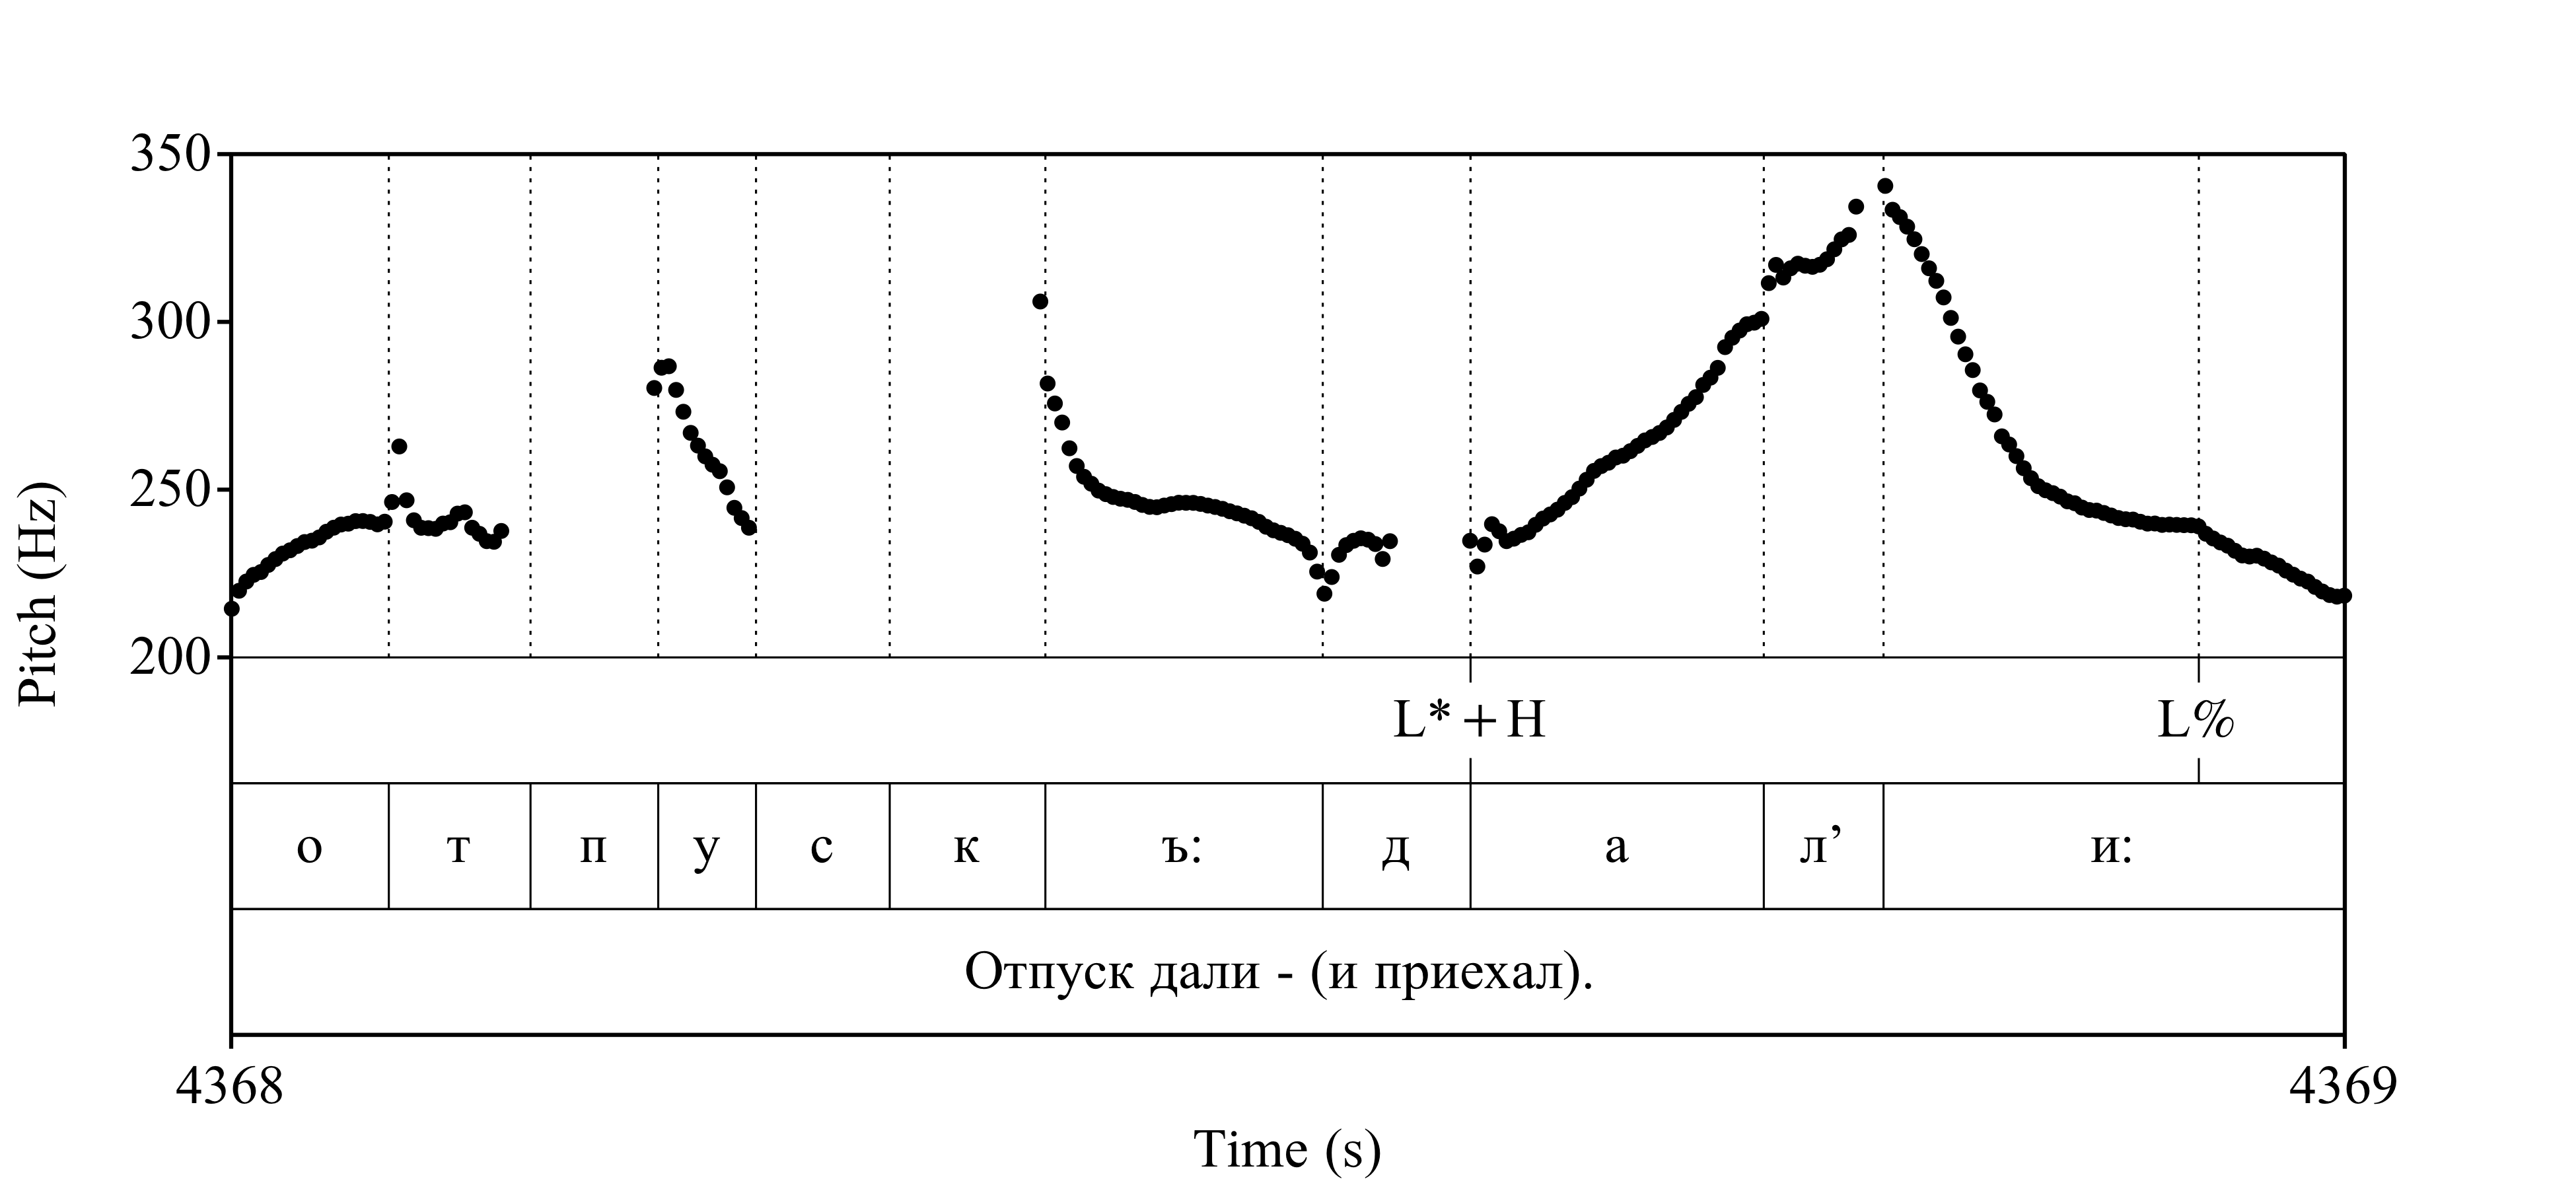 350
300
250
200
Pitch (Hz)
L*+H L%
о т п у с к ъ: д а л’ и:
Отпуск дали - (и приехал).
4368 4369
Time (s)